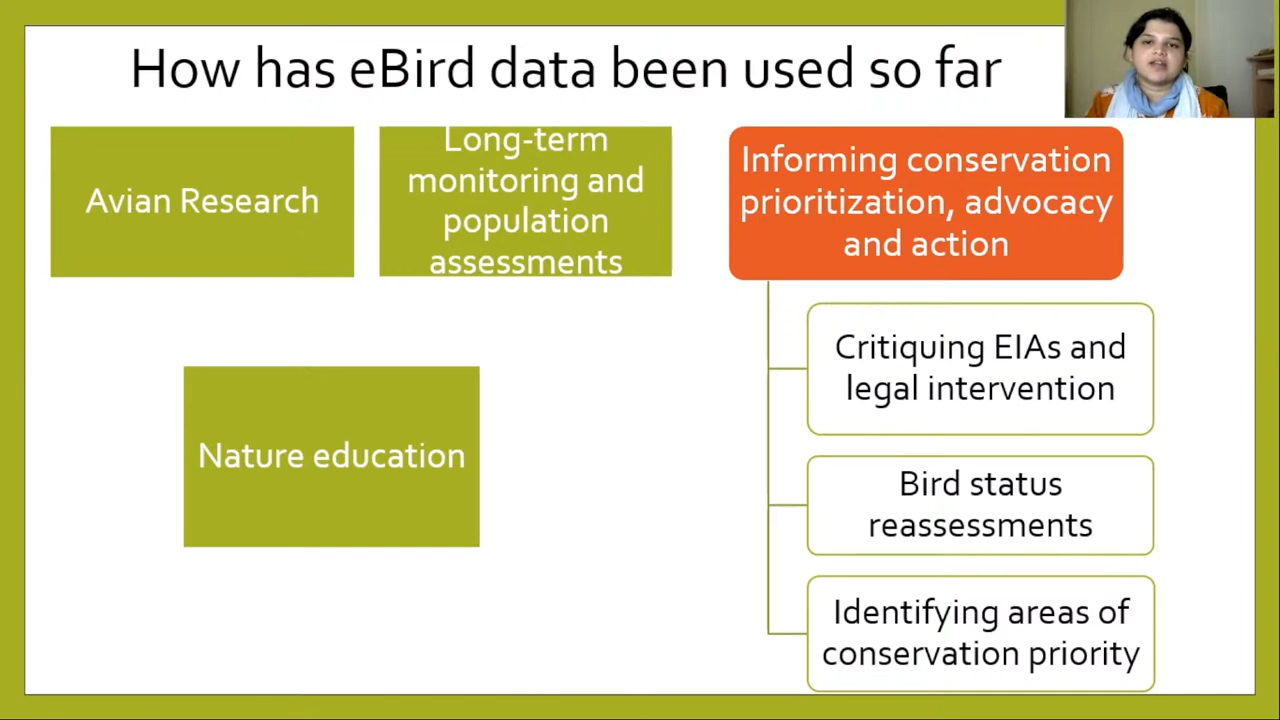 How has eBird data been used so far
Avian Research
Long-term
monitoring and
population
assessments
Informing conservation
prioritization, advocacy
and action
Critiquing EIAs and
legal intervention
Nature education
Bird status
reassessments
Identifying areas of
conservation priority